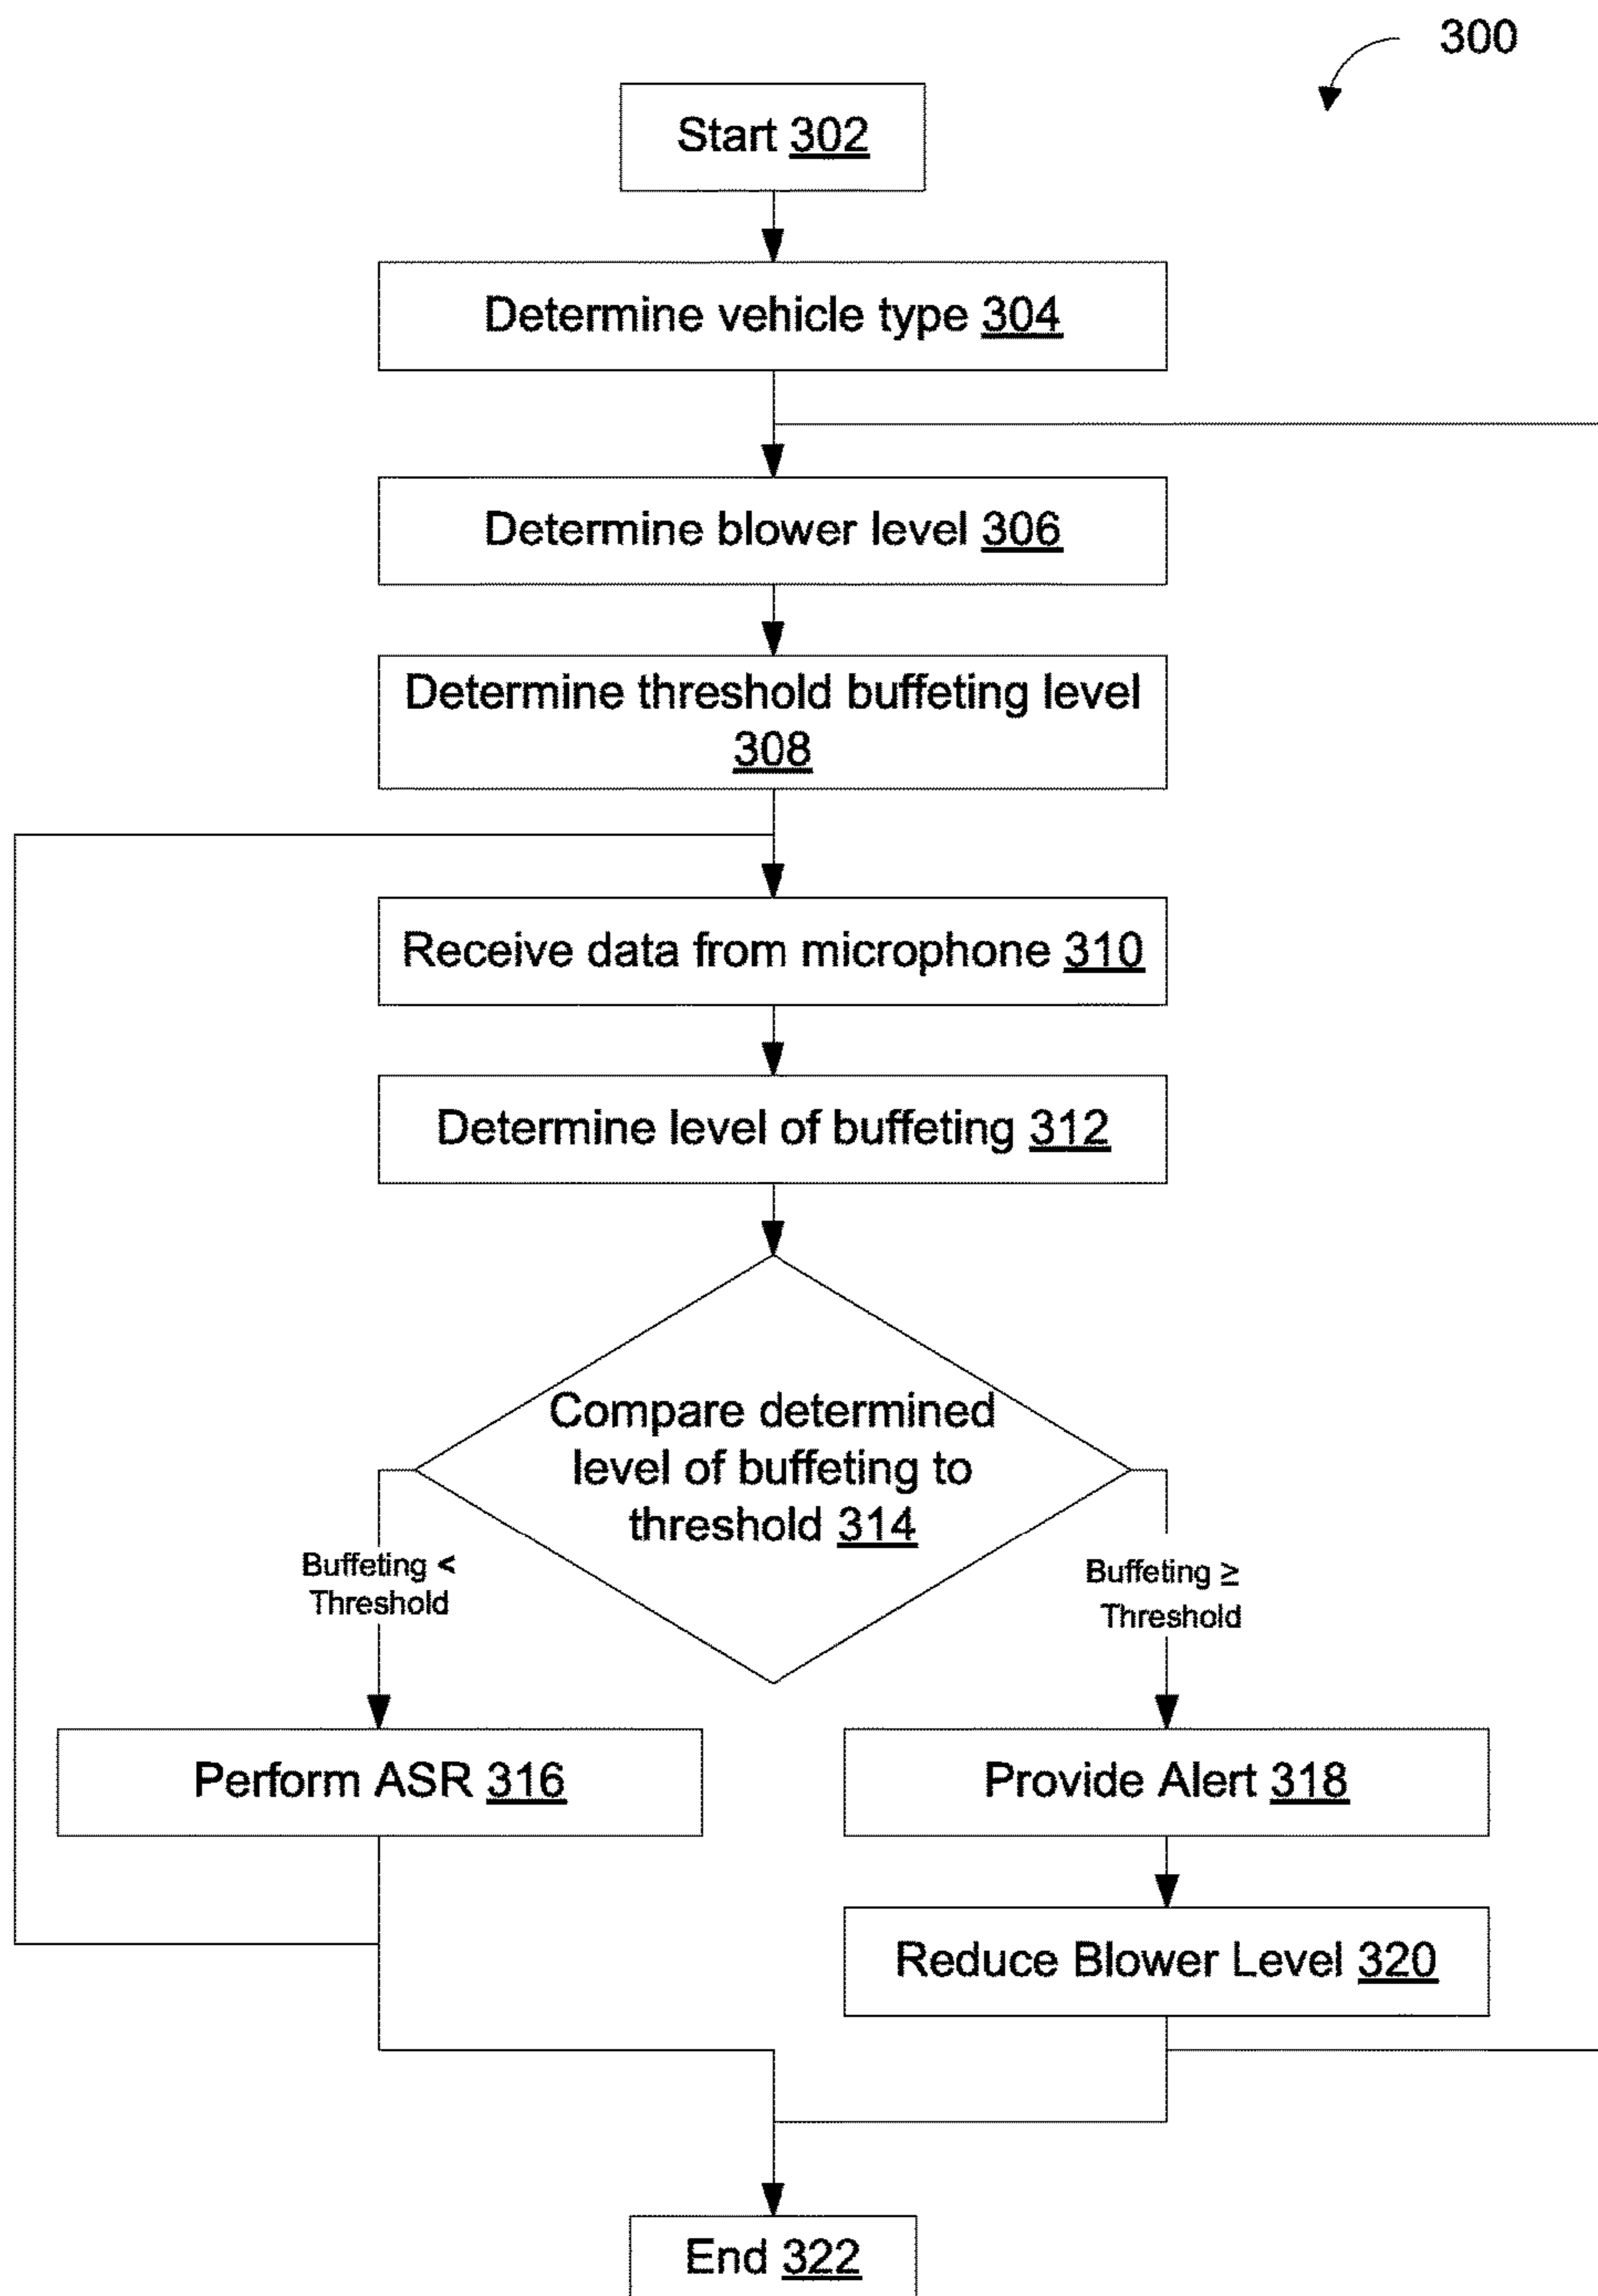 300
Start 302
Determine vehicle type 304
Determine blower level 306
Determine threshold buffeting level
308
Receive data from microphone 310
Determine level of buffeting 312
Compare determined
level of buffeting to
threshold 314
Buffeting <
Threshold
Buffeting ≥
Threshold
Perform ASR 316
Provide Alert 318
Reduce Blower Level 320
End 322